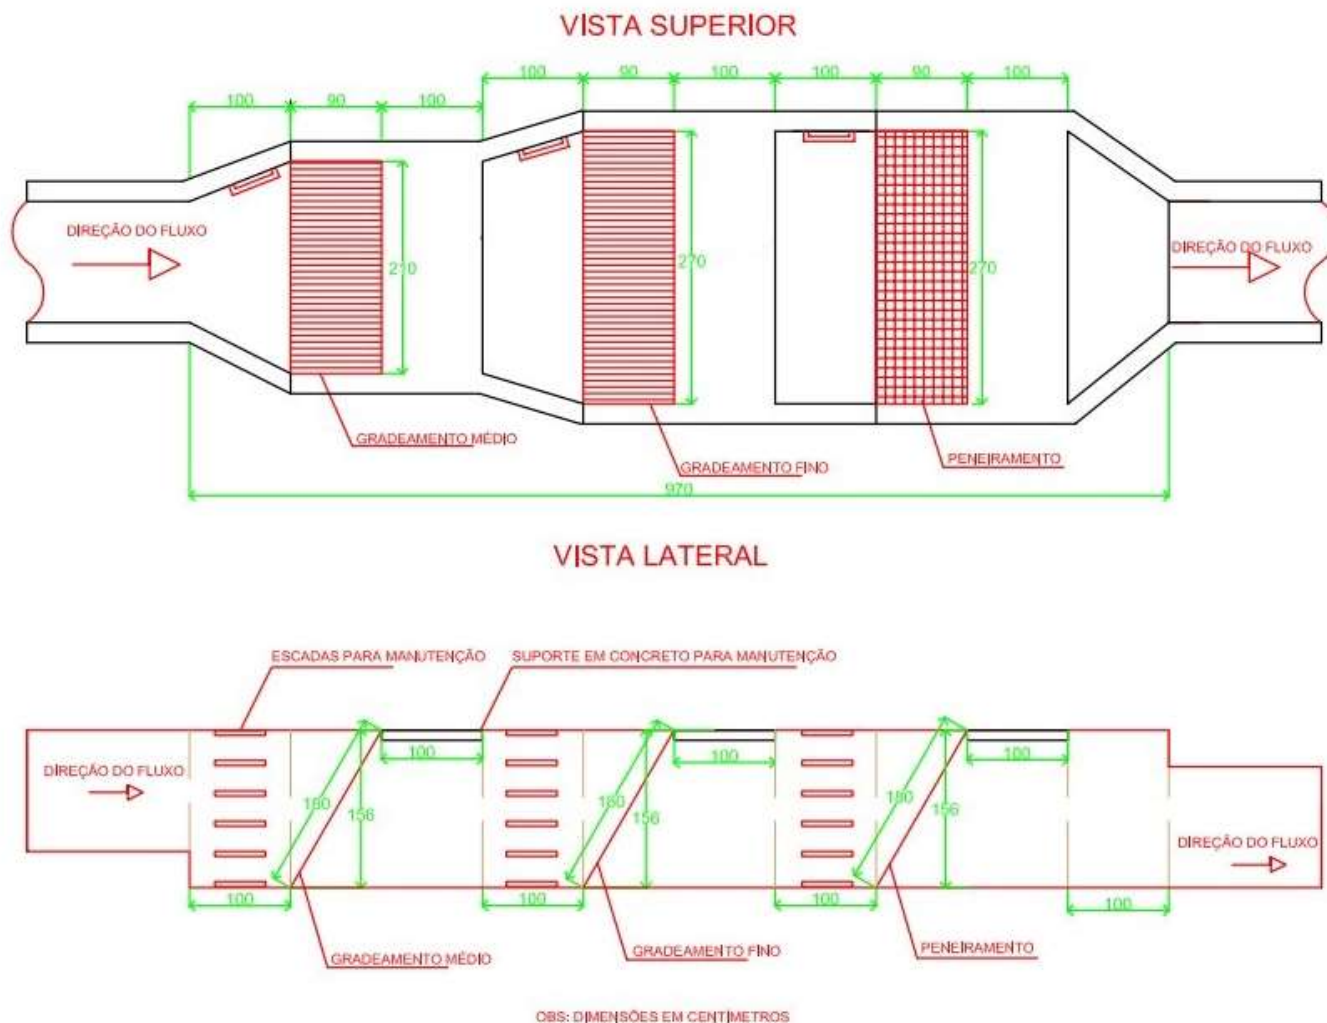 VISTA SUPERIOR
100 90 100 100 90 100
100 90 100
DIREÇÃO DO FLUXO
DIREÇÃO DO FLUXO
210
270
270
GRADEAMENTO MÉDIO
GRADEAMENTO FINO
PENEIRAMENTO
970
VISTA LATERAL
ESCADAS PARA MANUTENÇÃO
SUPORTE EM CONCRETO PARA MANUTENÇÃO
100 100 100
DIREÇÃO DO FLUXO
180 156 180 156 180 156
DIREÇÃO DO FLUXO
100 100 100 100
GRADEAMENTO MÉDIO
GRADEAMENTO FINO
PENEIRAMENTO
OBS: DIMENSÕES EM CENTÍMETROS